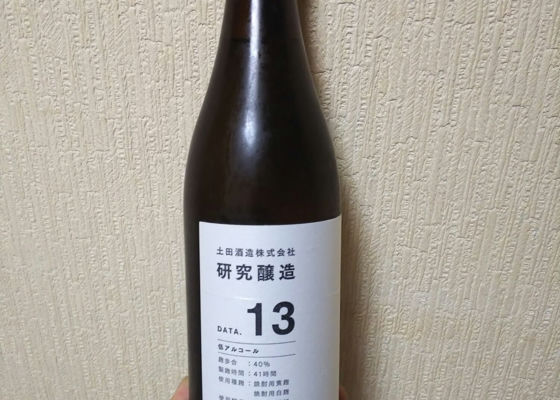 土田酒造株式会社
研究醸造
DATA. 13
低アルコール
麹歩合 :40%
製麹時間 :41時間
使用種麹 :焼酎用黄麹
焼酎用白麹